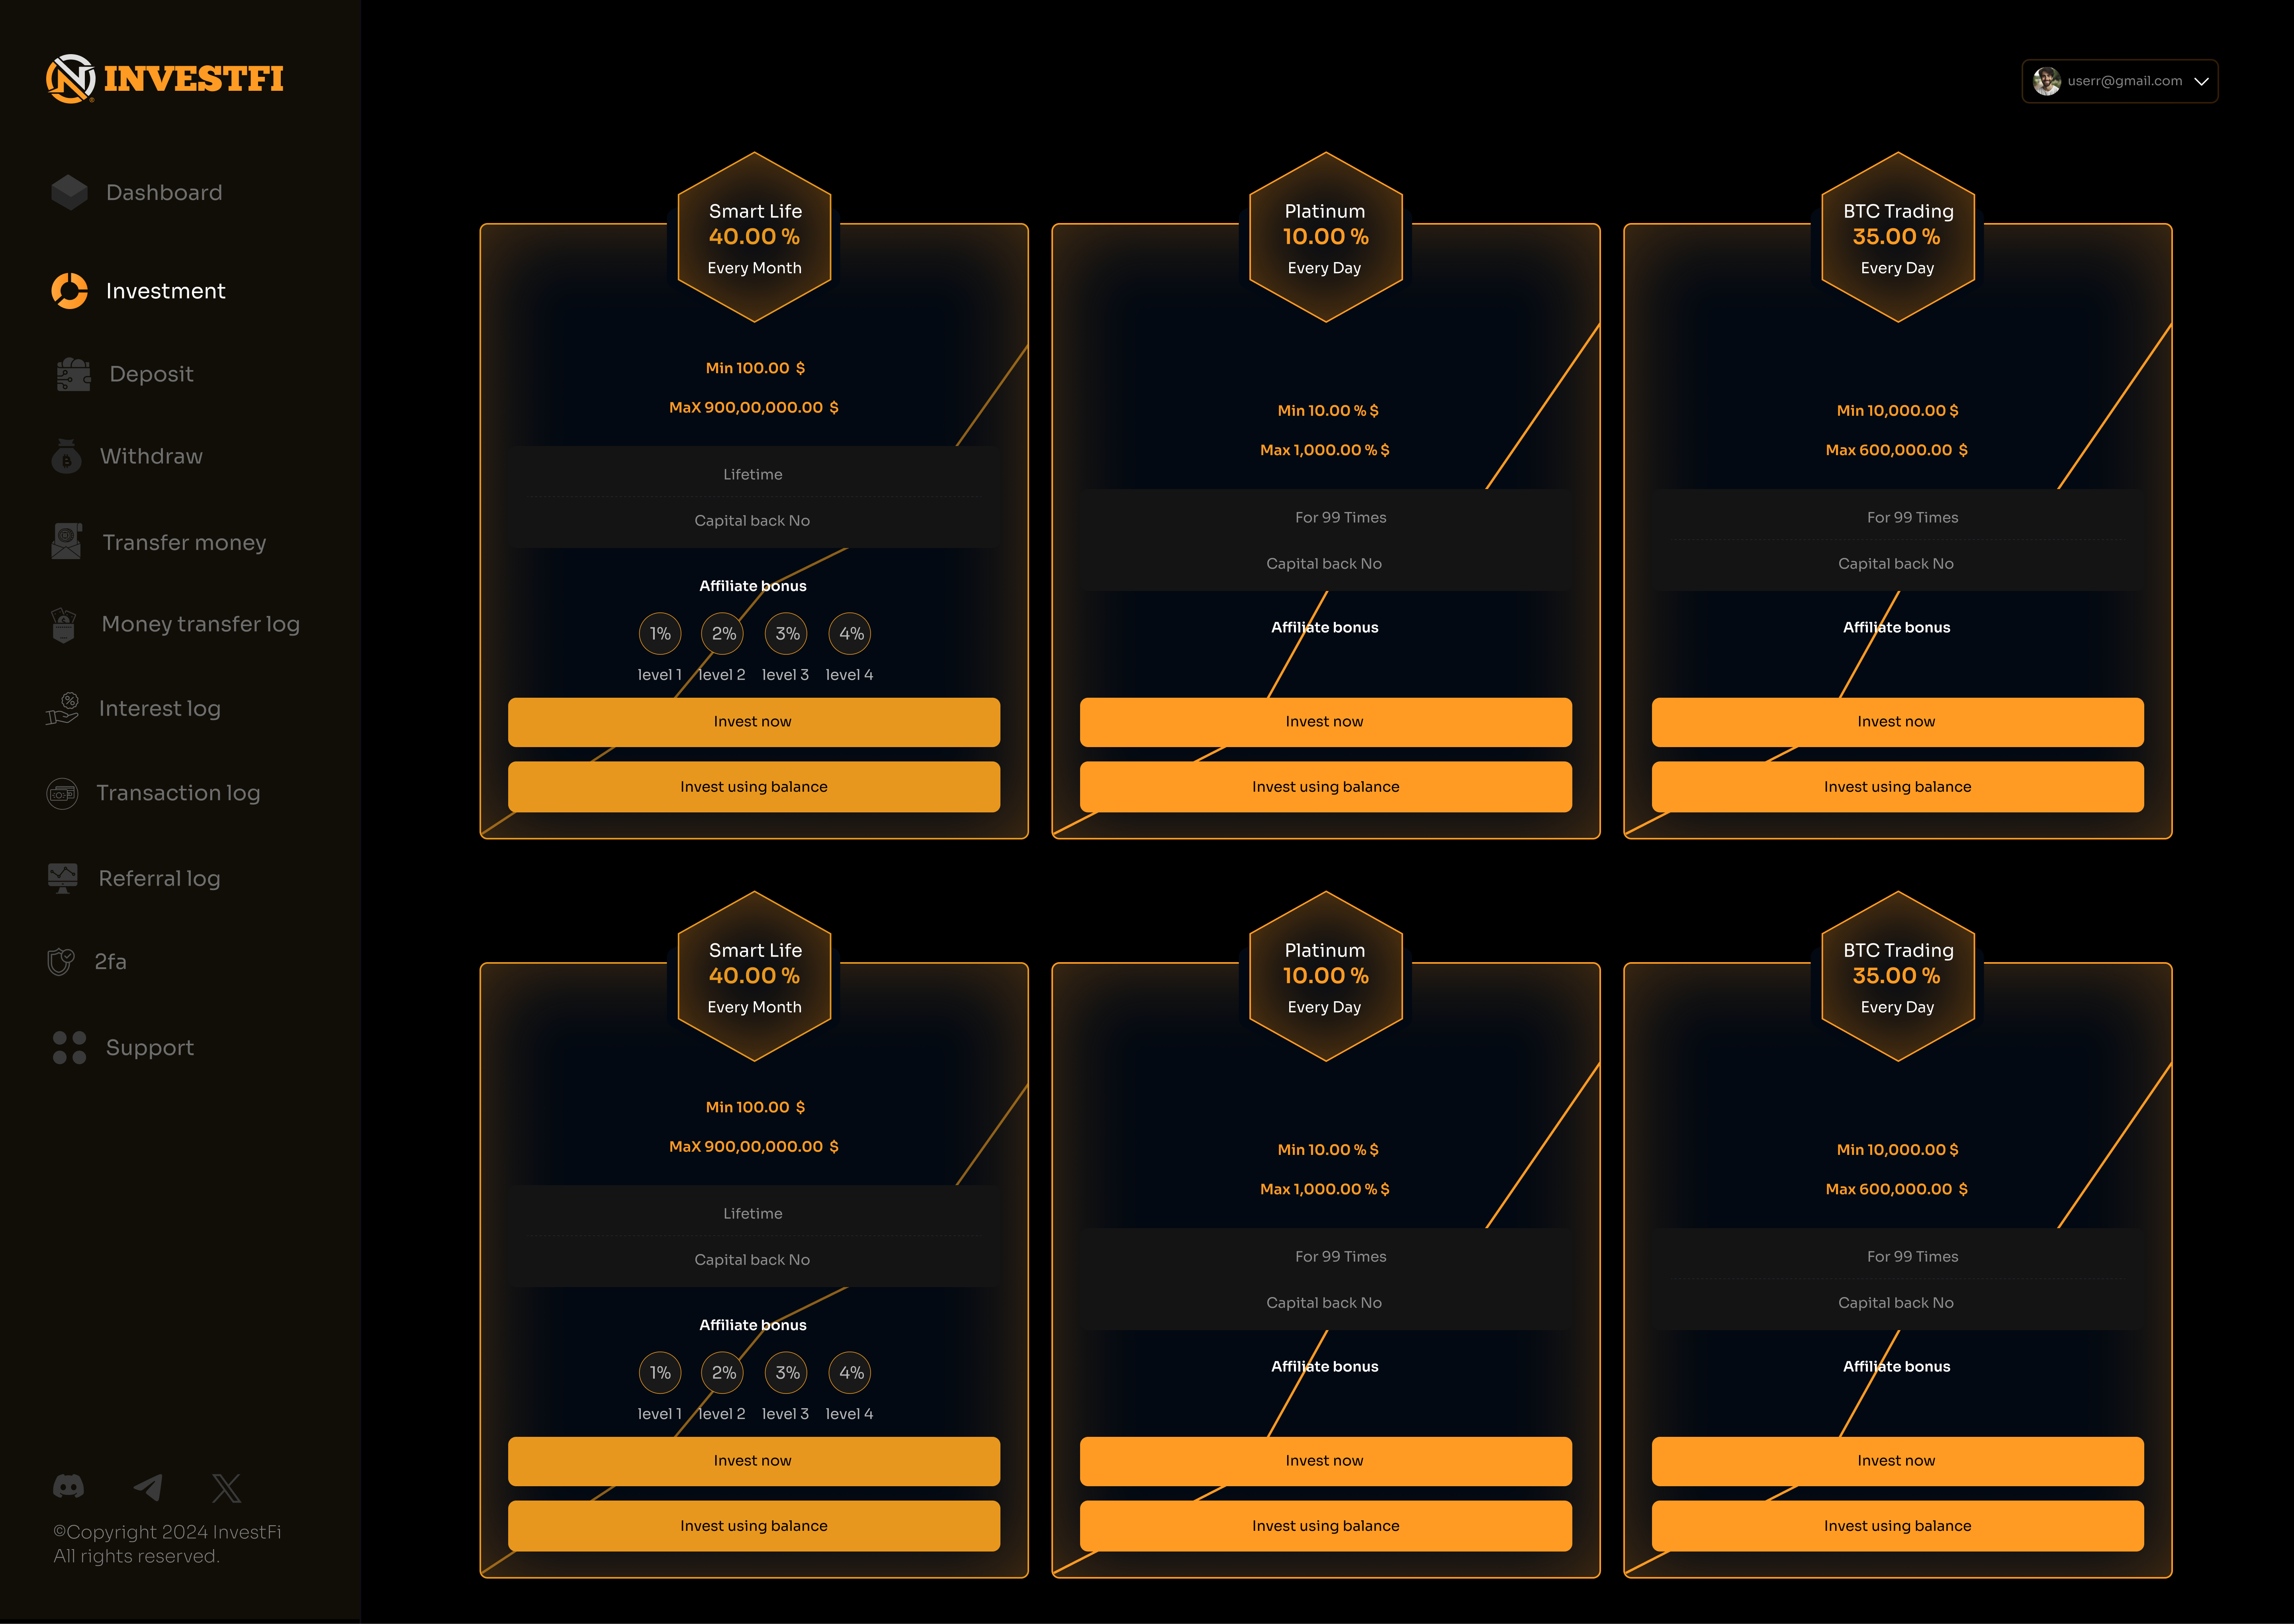 INVESTFI
userr@gmail.com
Dashboard
Investment
Deposit
Withdraw
Transfer money
Money transfer log
Interest log
Transaction log
Referral log
2fa
Support
©Copyright 2024 InvestFi
All rights reserved.
Smart Life
40.00 %
Every Month
Min 100.00 $
MaX 900,00,000.00 $
Lifetime
Capital back No
Affiliate bonus
1% 2% 3% 4%
level 1 level 2 level 3 level 4
Invest now
Invest using balance
Platinum
10.00 %
Every Day
Min 10.00 % $
Max 1,000.00 % $
For 99 Times
Capital back No
Affiliate bonus
Invest now
Invest using balance
BTC Trading
35.00 %
Every Day
Min 10,000.00 $
Max 600,000.00 $
For 99 Times
Capital back No
Affiliate bonus
Invest now
Invest using balance
Smart Life
40.00 %
Every Month
Min 100.00 $
MaX 900,00,000.00 $
Lifetime
Capital back No
Affiliate bonus
1% 2% 3% 4%
level 1 level 2 level 3 level 4
Invest now
Invest using balance
Platinum
10.00 %
Every Day
Min 10.00 % $
Max 1,000.00 % $
For 99 Times
Capital back No
Affiliate bonus
Invest now
Invest using balance
BTC Trading
35.00 %
Every Day
Min 10,000.00 $
Max 600,000.00 $
For 99 Times
Capital back No
Affiliate bonus
Invest now
Invest using balance